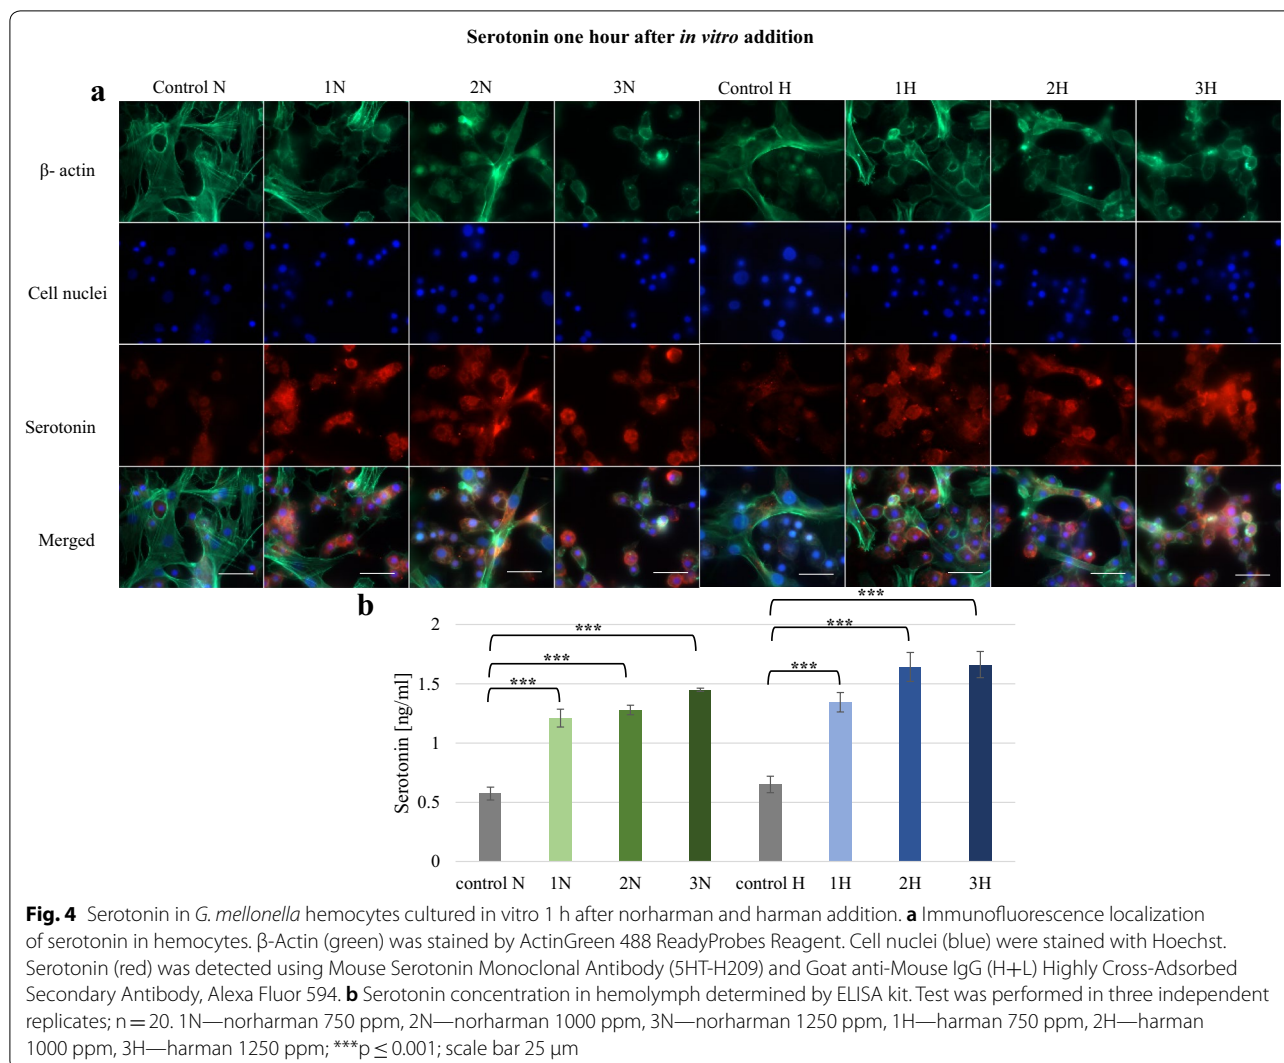 Serotonin one hour after in vitro addition
a
Control N 1N 2N 3N Control H 1H 2H 3H
β- actin
Cell nuclei
Serotonin
Merged
b
Serotonin [ng/ml]
2
1.5
1
0.5
0
*** *** *** *** *** ***
control N 1N 2N 3N control H 1H 2H 3H
Fig. 4 Serotonin in G. mellonella hemocytes cultured in vitro 1 h after norharman and harman addition. a Immunofluorescence localization
of serotonin in hemocytes. β-Actin (green) was stained by ActinGreen 488 ReadyProbes Reagent. Cell nuclei (blue) were stained with Hoechst.
Serotonin (red) was detected using Mouse Serotonin Monoclonal Antibody (5HT-H209) and Goat anti-Mouse IgG (H+L) Highly Cross-Adsorbed
Secondary Antibody, Alexa Fluor 594. b Serotonin concentration in hemolymph determined by ELISA kit. Test was performed in three independent
replicates; n = 20. 1N—norharman 750 ppm, 2N—norharman 1000 ppm, 3N—norharman 1250 ppm, 1H—harman 750 ppm, 2H—harman
1000 ppm, 3H—harman 1250 ppm; ***p ≤ 0.001; scale bar 25 μm